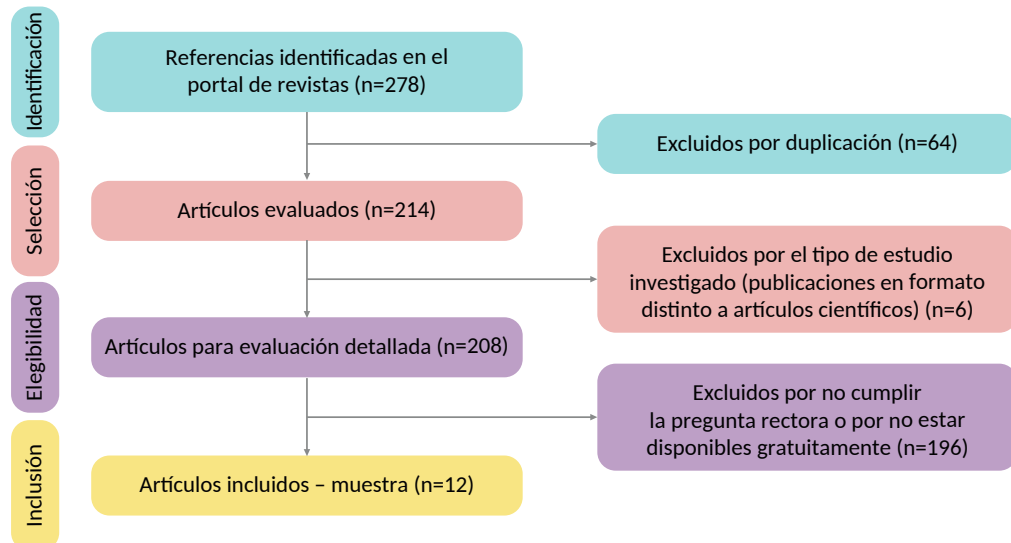 Identificación
Referencias identificadas en el
portal de revistas (n=278)
Excluidos por duplicación (n=64)
Selección
Artículos evaluados (n=214)
Excluidos por el tipo de estudio
investigado (publicaciones en formato
distinto a artículos científicos) (n=6)
Elegibilidad
Artículos para evaluación detallada (n=208)
Excluidos por no cumplir
la pregunta rectora o por no estar
disponibles gratuitamente (n=196)
Inclusión
Artículos incluidos – muestra (n=12)